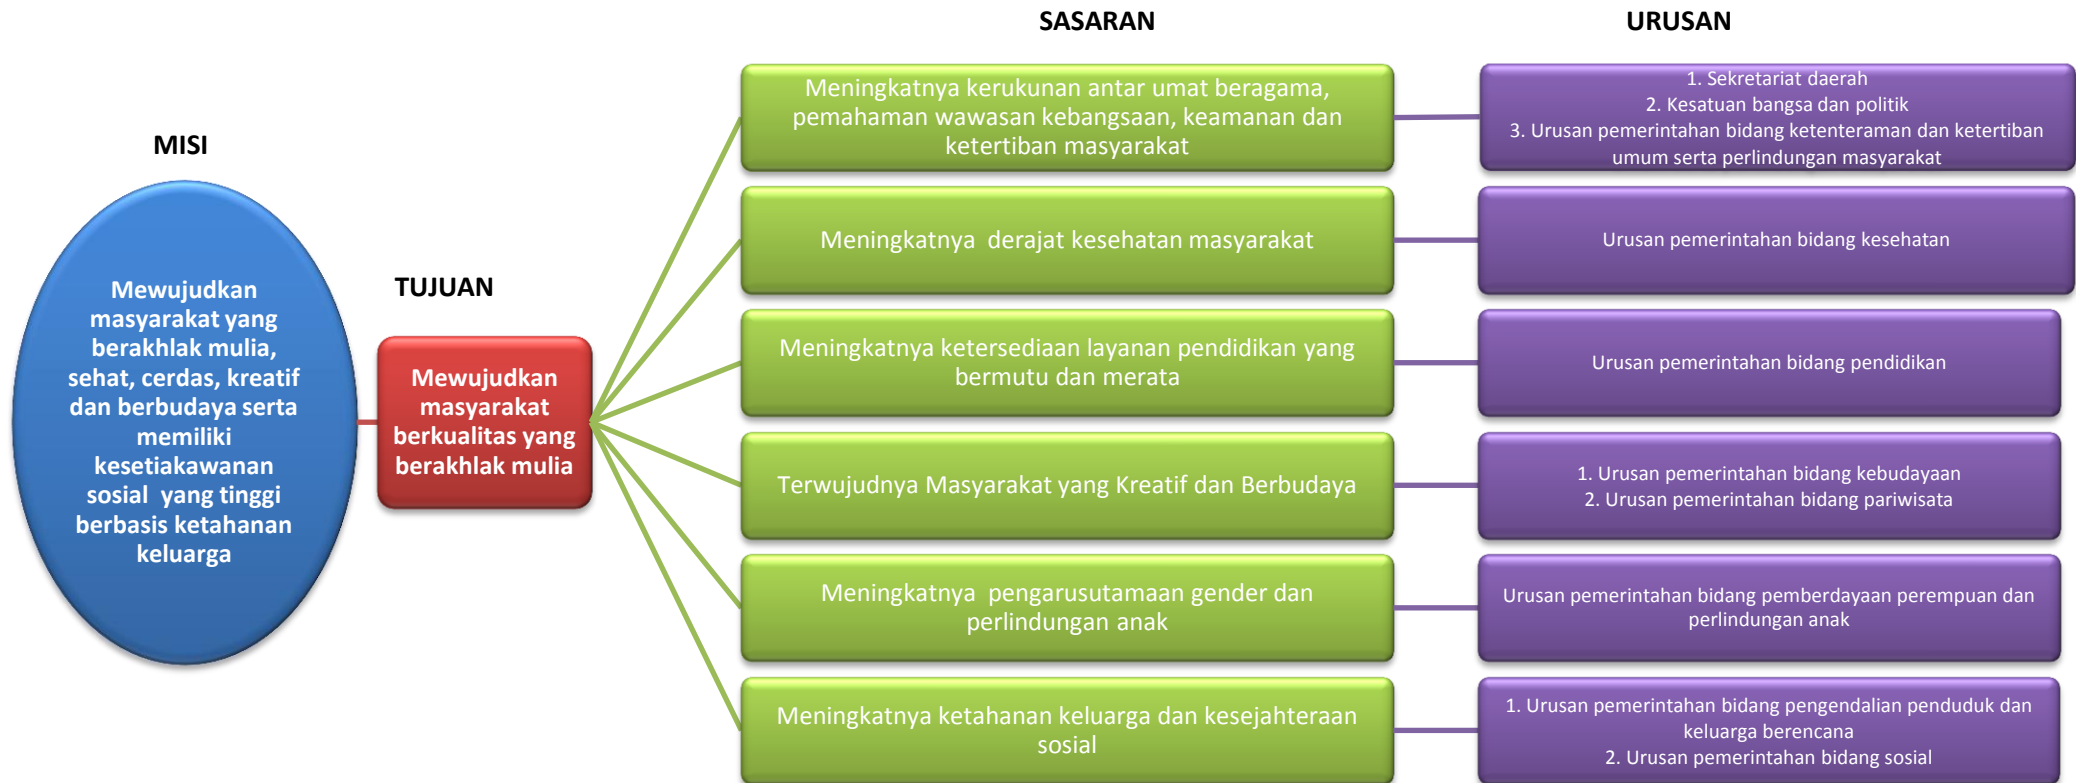 SASARAN
URUSAN
MISI
Mewujudkan
masyarakat yang
berakhlak mulia,
sehat, cerdas, kreatif
dan berbudaya serta
memiliki
kesetiakawanan
sosial yang tinggi
berbasis ketahanan
keluarga
TUJUAN
Mewujudkan
masyarakat
berkualitas yang
berakhlak mulia
Meningkatnya kerukunan antar umat beragama,
pemahaman wawasan kebangsaan, keamanan dan
ketertiban masyarakat
1. Sekretariat daerah
2. Kesatuan bangsa dan politik
3. Urusan pemerintahan bidang ketenteraman dan ketertiban
umum serta perlindungan masyarakat
Meningkatnya derajat kesehatan masyarakat
Urusan pemerintahan bidang kesehatan
Meningkatnya ketersediaan layanan pendidikan yang
bermutu dan merata
Urusan pemerintahan bidang pendidikan
Terwujudnya Masyarakat yang Kreatif dan Berbudaya
1. Urusan pemerintahan bidang kebudayaan
2. Urusan pemerintahan bidang pariwisata
Meningkatnya pengarusutamaan gender dan
perlindungan anak
Urusan pemerintahan bidang pemberdayaan perempuan dan
perlindungan anak
Meningkatnya ketahanan keluarga dan kesejahteraan
sosial
1. Urusan pemerintahan bidang pengendalian penduduk dan
keluarga berencana
2. Urusan pemerintahan bidang sosial